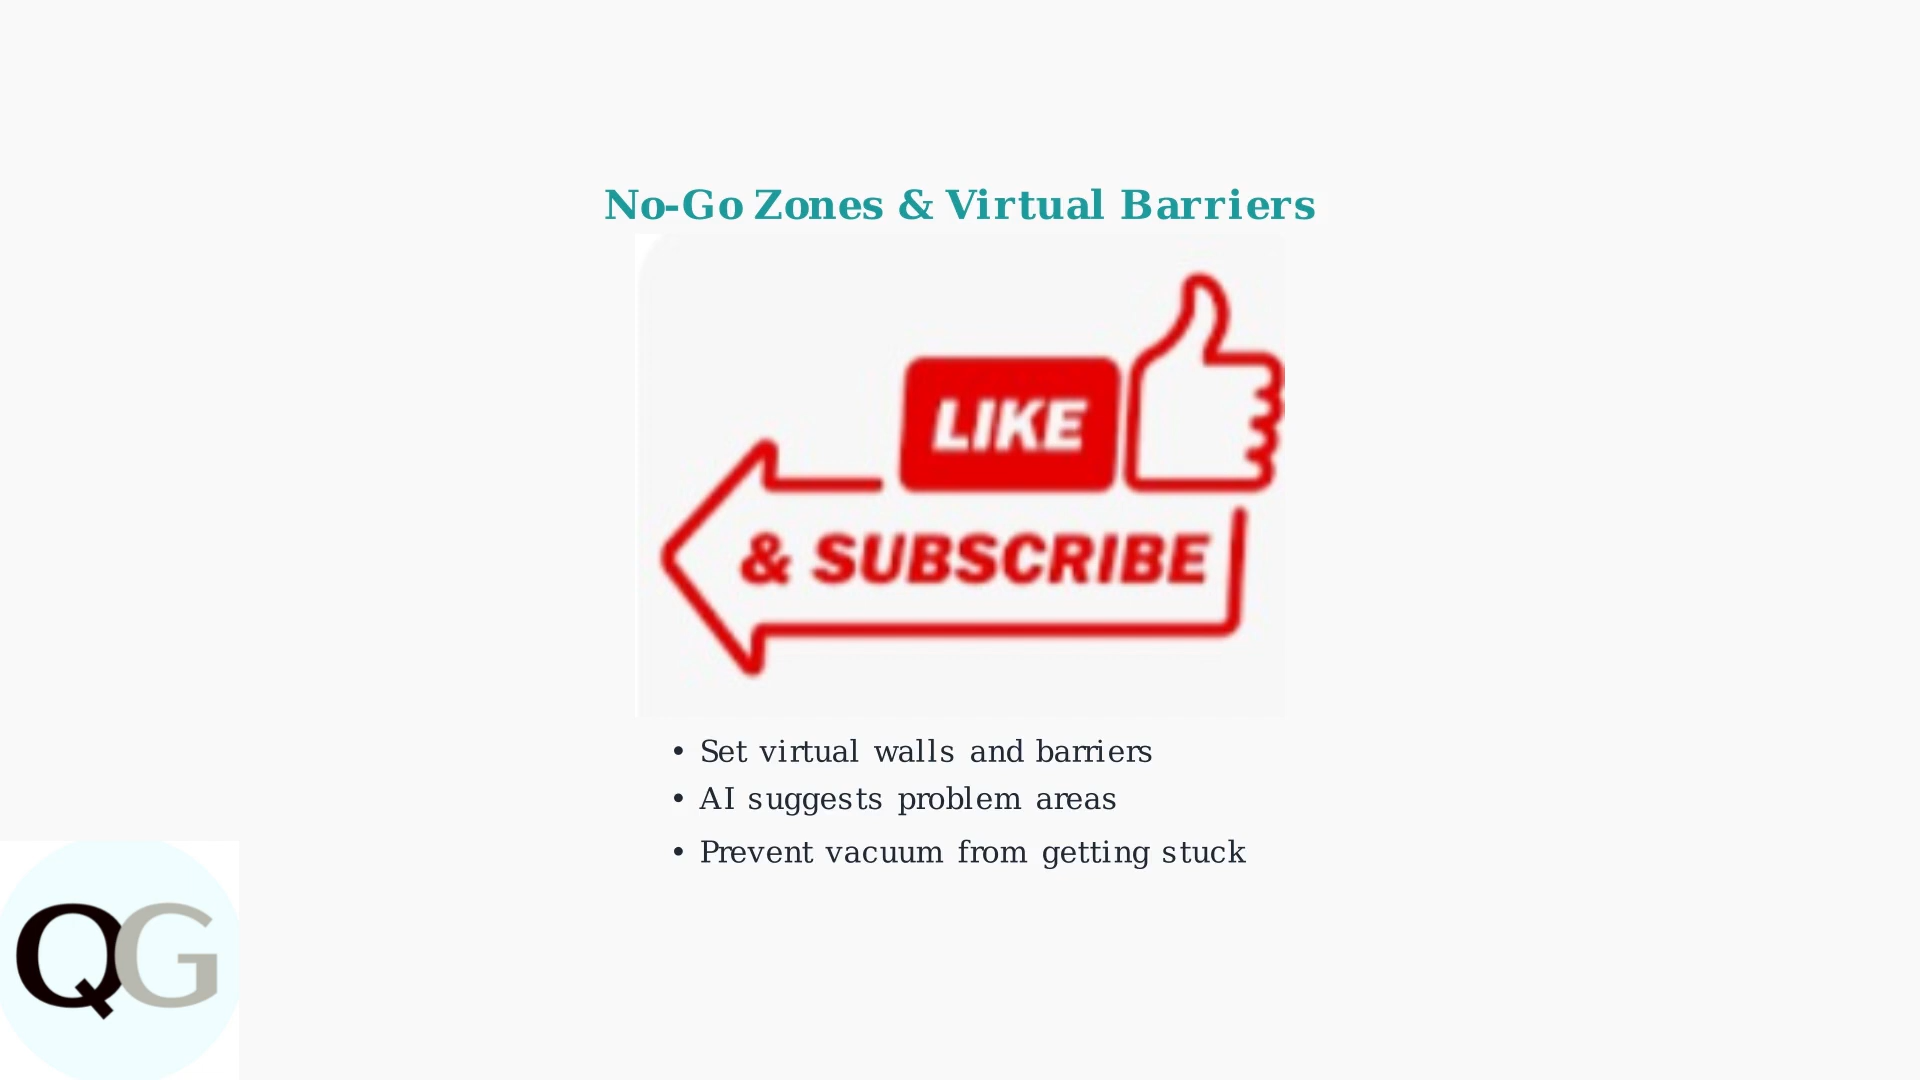 No-Go Zones & Virtual Barriers
LIKE
& SUBSCRIBE
• Set virtual walls and barriers
• AI suggests problem areas
• Prevent vacuum from getting stuck
QG